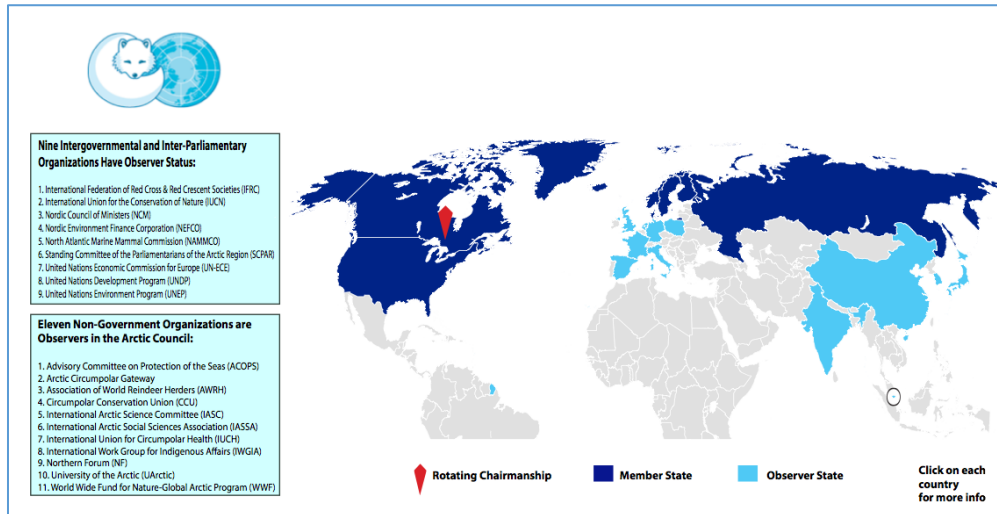 Nine Intergovernmental and Inter-Parliamentary
Organizations Have Observer Status:
1. International Federation of Red Cross & Red Crescent Societies (IFRC)
2. International Union for the Conservation of Nature (IUCN)
3. Nordic Council of Ministers (NCM)
4. Nordic Environment Finance Corporation (NEFCO)
5. North Atlantic Marine Mammal Commission (NAMMCO)
6. Standing Committee of the Parliamentarians of the Arctic Region (SCPAR)
7. United Nations Economic Commission for Europe (UN-ECE)
8. United Nations Development Program (UNDP)
9. United Nations Environment Program (UNEP)
Eleven Non-Government Organizations are
Observers in the Arctic Council:
1. Advisory Committee on Protection of the Seas (ACOPS)
2. Arctic Circumpolar Gateway
3. Association of World Reindeer Herders (AWRH)
4. Circumpolar Conservation Union (CCU)
5. International Arctic Science Committee (IASC)
6. International Arctic Social Sciences Association (IASSA)
7. International Union for Circumpolar Health (IUCH)
8. International Work Group for Indigenous Affairs (IWGIA)
9. Northern Forum (NF)
10. University of the Arctic (UArctic)
11. World Wide Fund for Nature-Global Arctic Program (WWF)
Rotating Chairmanship
Member State
Observer State
Click on each
country
for more info